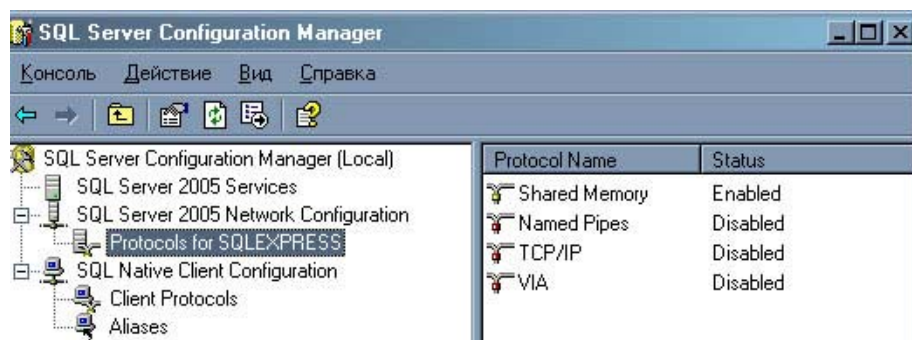 SQL Server Configuration Manager
Консоль Действие Вид Справка
SQL Server Configuration Manager (Local)
SQL Server 2005 Services
SQL Server 2005 Network Configuration
Protocols for SQLEXPRESS
SQL Native Client Configuration
Client Protocols
Aliases
Protocol Name Status
Shared Memory Enabled
Named Pipes Disabled
TCP/IP Disabled
VIA Disabled